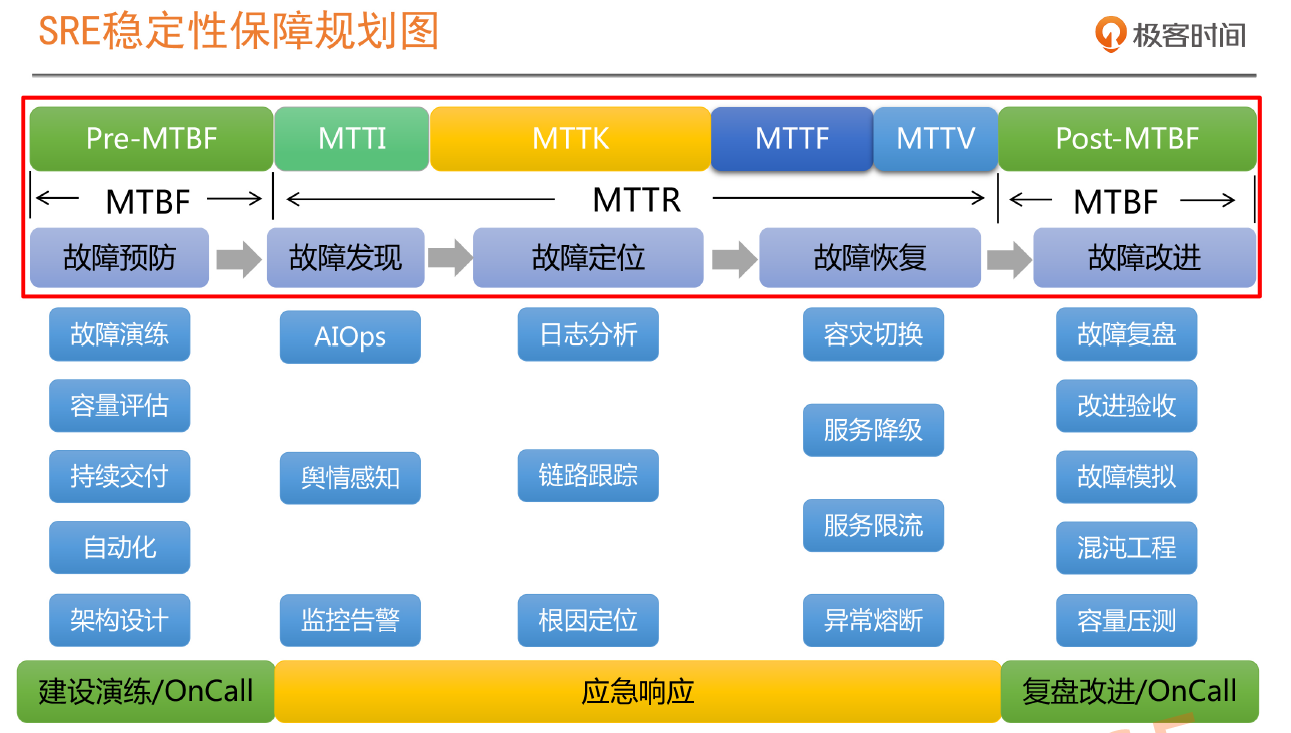 SRE稳定性保障规划图
极客时间
Pre-MTBF
MTTI
MTTK
MTTF
MTTV
Post-MTBF
MTBF
MTTR
MTBF
故障预防
故障发现
故障定位
故障恢复
故障改进
故障演练
AIOps
日志分析
容灾切换
故障复盘
容量评估
服务降级
改进验收
持续交付
舆情感知
链路跟踪
服务限流
故障模拟
自动化
混沌工程
架构设计
监控告警
根因定位
异常熔断
容量压测
建设演练/OnCall
应急响应
复盘改进/OnCall